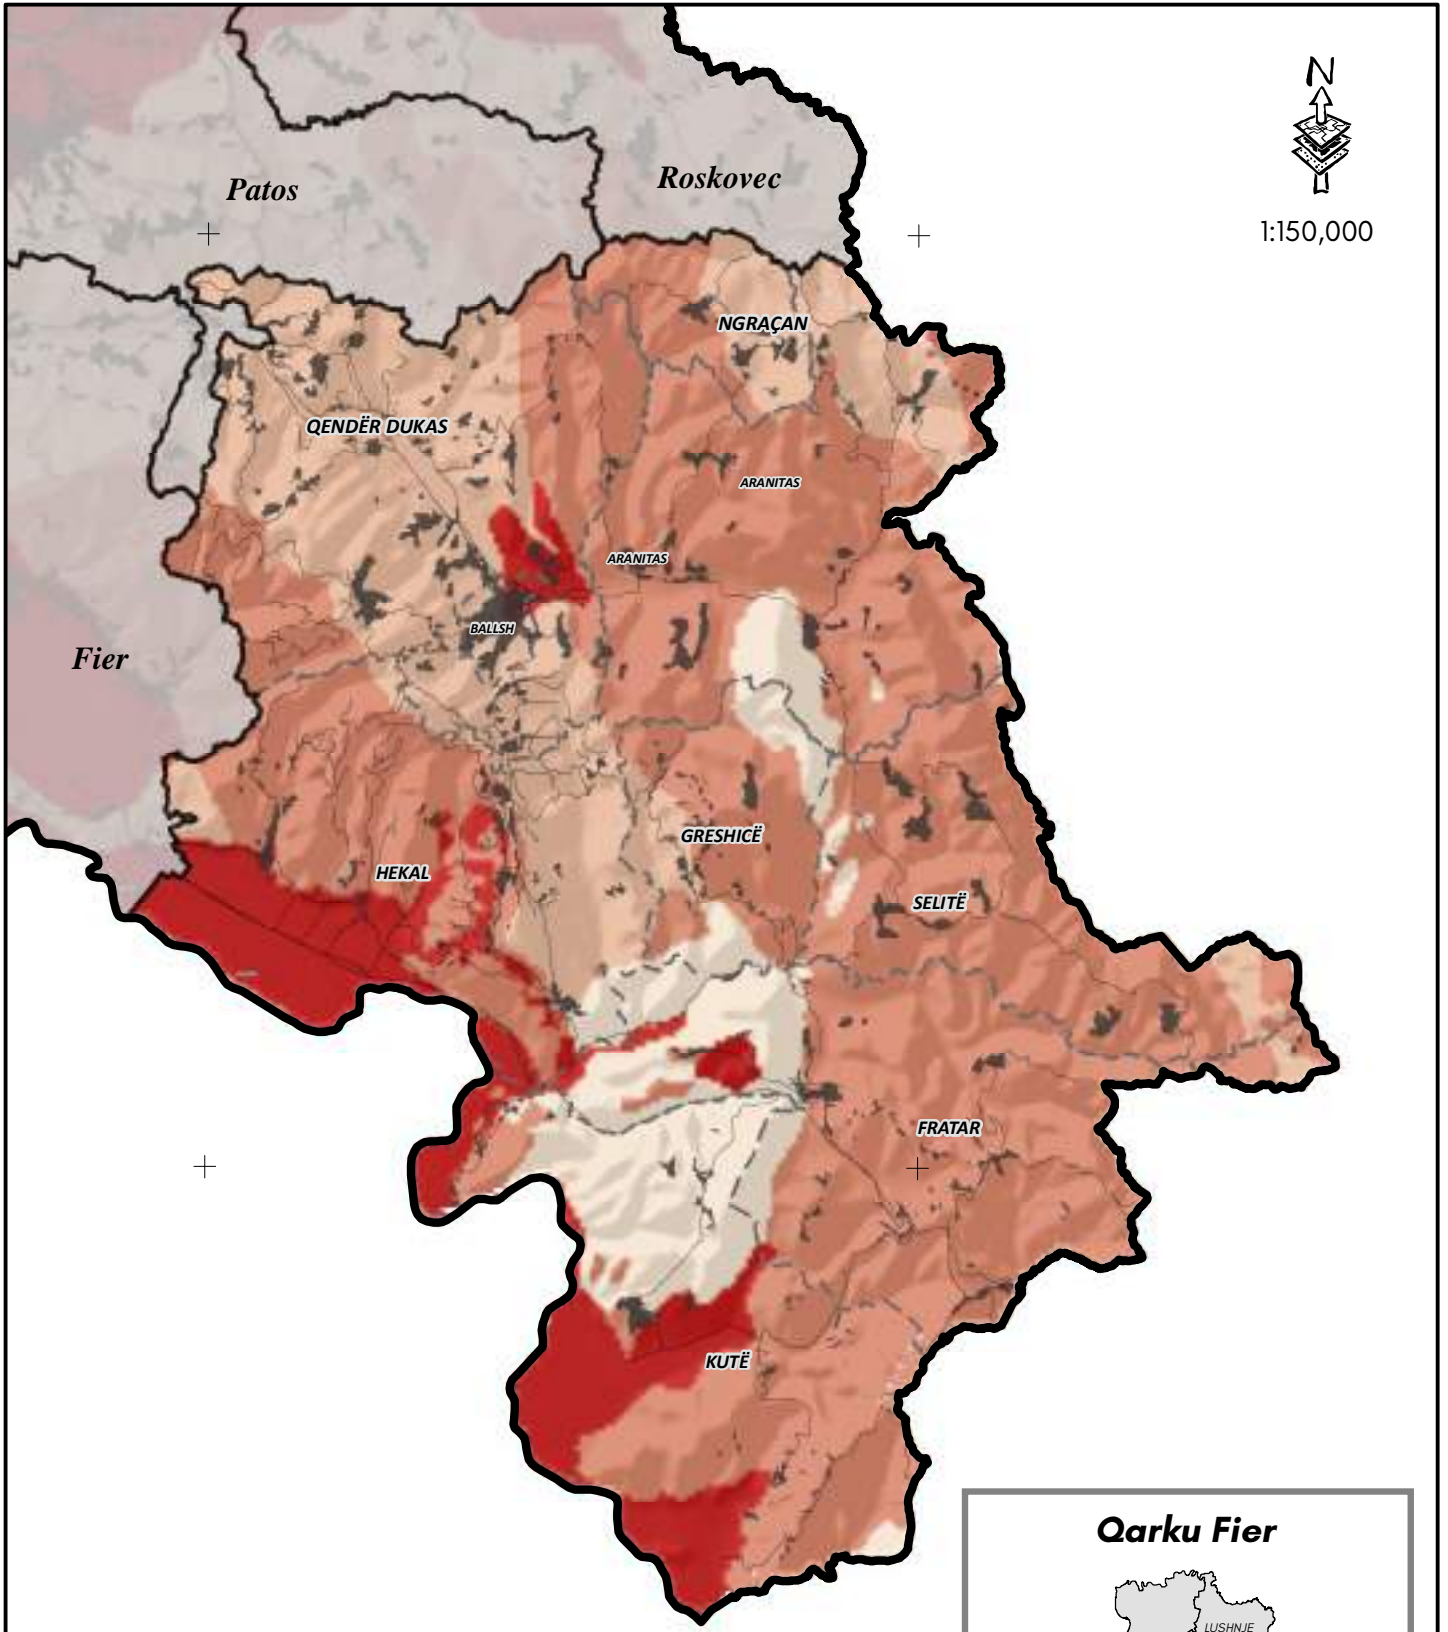 N
Patos
Roskovec
1:150,000
NGRAÇAN
QENDËR DUKAS
ARANITAS
ARANITAS
BALLSH
Fier
GRESHICË
HEKAL
SELITË
FRATAR
KUTË
Qarku Fier
LUSHNJE